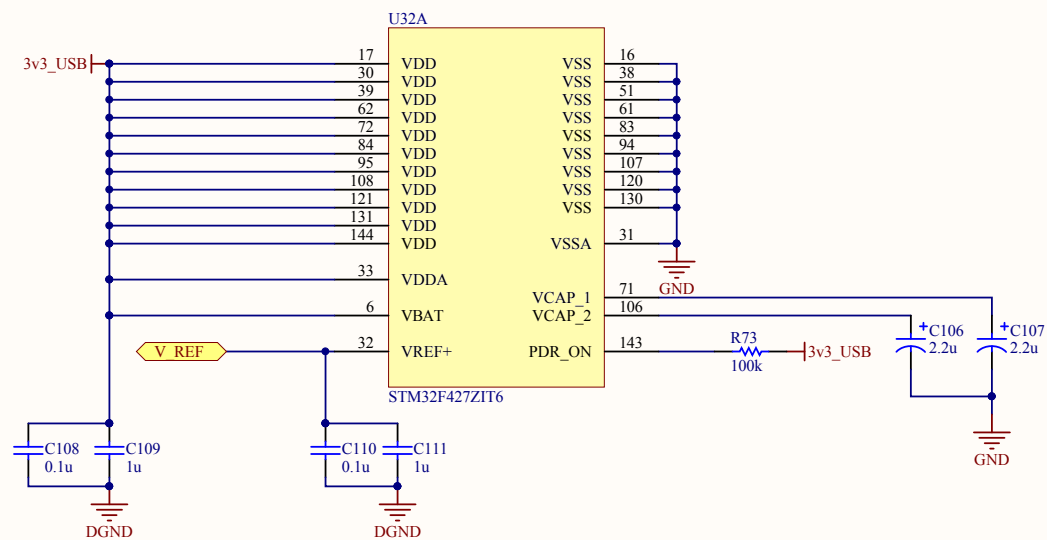 U32A
3v3_USB 17 VDD VSS 16
30 VDD VSS 38
39 VDD VSS 51
62 VDD VSS 61
72 VDD VSS 83
84 VDD VSS 94
95 VDD VSS 107
108 VDD VSS 120
121 VDD VSS 130
131 VDD
144 VDD VSSA 31
33 VDDA
GND
VCAP_1 71
6 VBAT VCAP_2 106
+ C106 2.2u
+ C107 2.2u
V_REF 32 VREF+ PDR_ON 143 R73 100k 3v3_USB
STM32F427ZIT6
C108 C109 C110 C111
0.1u 1u 0.1u 1u
GND
DGND DGND